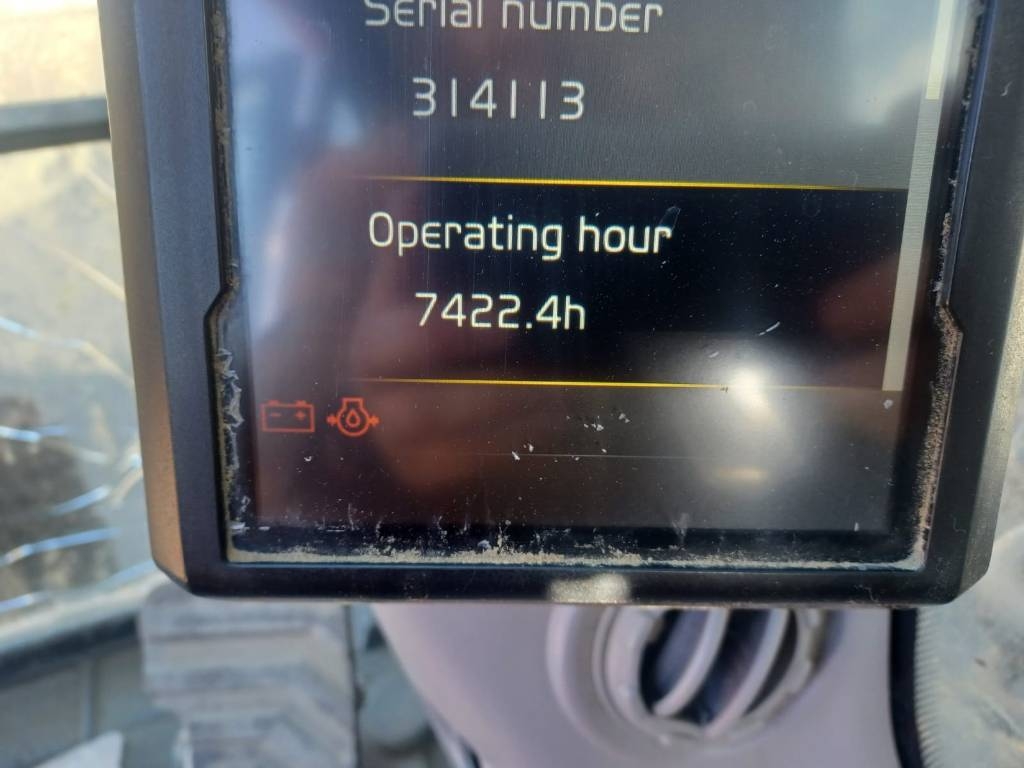 Serial number
314113
Operating hour
7422.4h